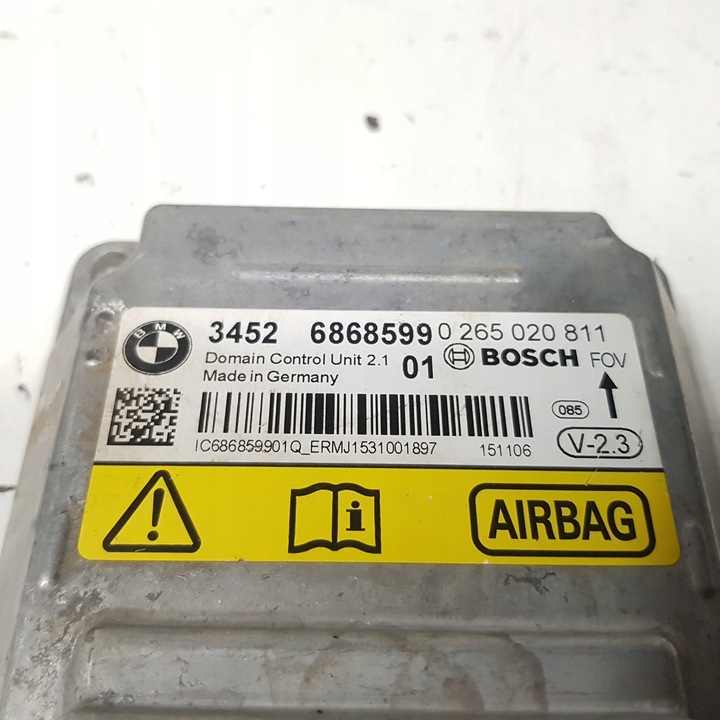 BMW
3452 6868599 0 265 020 811
Domain Control Unit 2.1 01 BOSCH FOV
Made in Germany
085
IC686859901Q_ERMJ1531001897 151106
V-2.3
i
AIRBAG